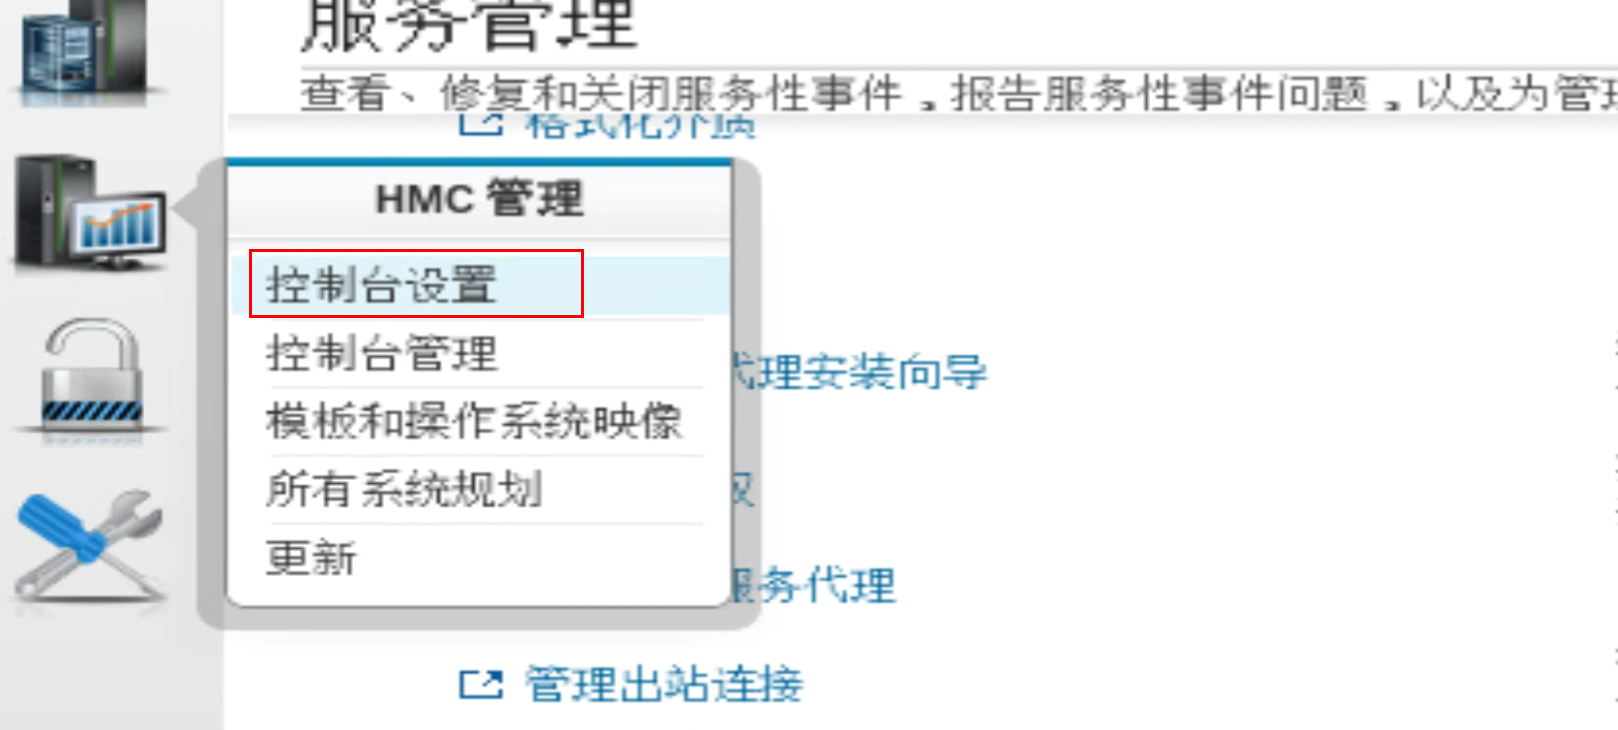 服务管理
查看、修复和关闭服务性事件，报告服务性事件问题，以及为管理
格式化介质
HMC 管理
控制台设置
控制台管理
代理安装向导
模板和操作系统映像
所有系统规划
更新
服务代理
管理出站连接